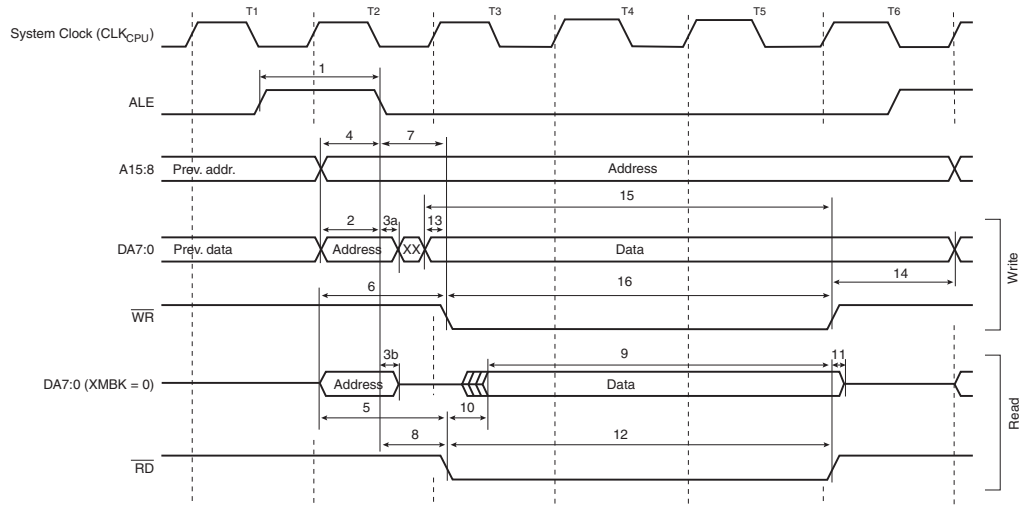 T1 T2 T3 T4 T5 T6
System Clock (CLKCPU)
1
ALE
4 7
A15:8 Prev. addr. Address
15
2 3a 13
DA7:0 Prev. data Address XX Data
14
6 16
WR
Write
3b 9 11
DA7:0 (XMBK = 0) Address Data
5 10
8 12
RD
Read